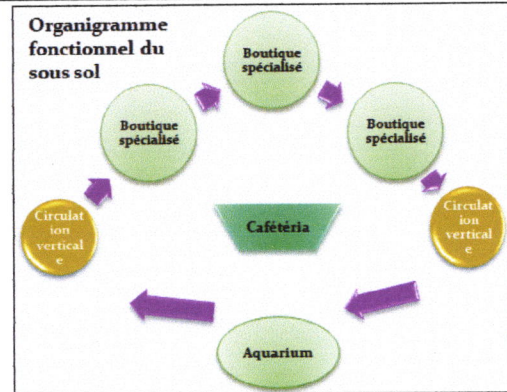 Organigramme
fonctionnel du
sous sol
Boutique
spécialisé
Boutique
spécialisé
Boutique
spécialisé
Circulat
ion
vertical
e
Cafétéria
Circulat
ion
vertical
e
Aquarium